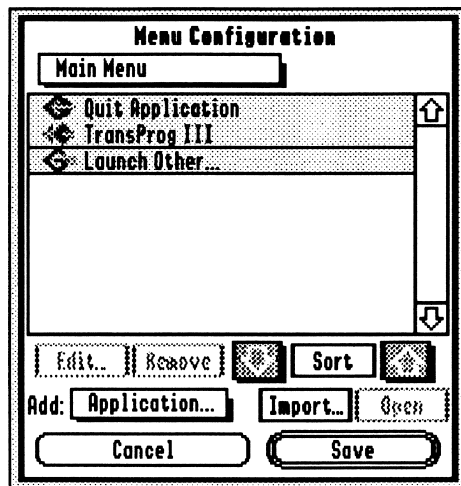 Menu Configuration
Main Menu
Quit Application
TransProg III
Launch Other...
Edit... Remove Sort
Add: Application... Import... Open
Cancel Save